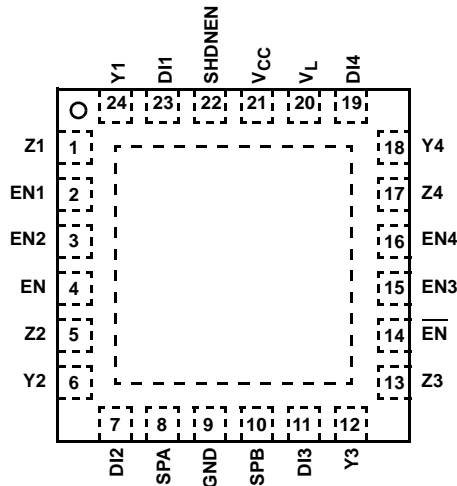 Y1 DI1 SHDNEN VCC VL DI4
24 23 22 21 20 19
Z1 1 18 Y4
EN1 2 17 Z4
EN2 3 16 EN4
EN 4 15 EN3
Z2 5 14 E̅N̅
Y2 6 13 Z3
7 8 9 10 11 12
DI2 SPA GND SPB DI3 Y3